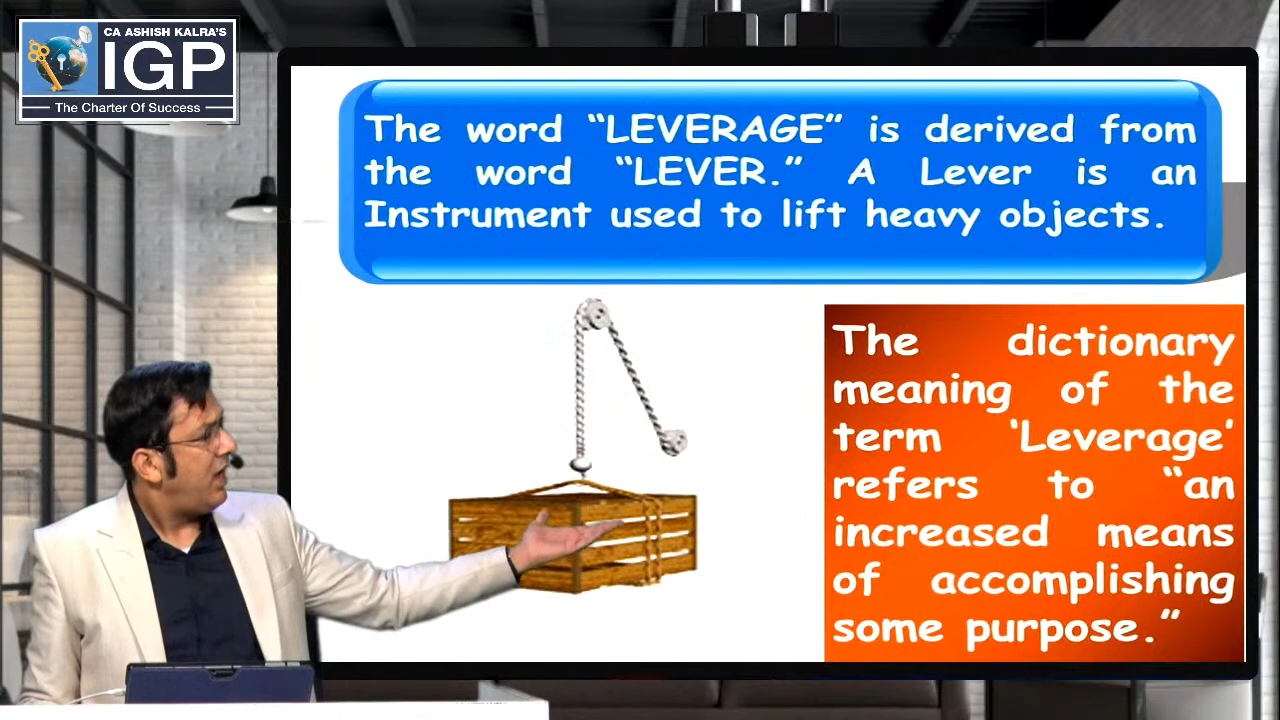 CA ASHISH KALRA'S
IGP
The Charter Of Success
The word “LEVERAGE” is derived from
the word “LEVER.” A Lever is an
Instrument used to lift heavy objects.
The dictionary
meaning of the
term ‘Leverage’
refers to “an
increased means
of accomplishing
some purpose.”